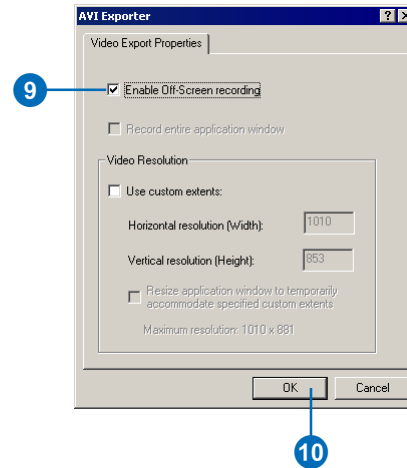 AVI Exporter
Video Export Properties
9
Enable Off-Screen recording
Record entire application window
Video Resolution
Use custom extents:
Horizontal resolution (Width): 1010
Vertical resolution (Height): 853
Resize application window to temporarily
accommodate specified custom extents
Maximum resolution: 1010 x 881
OK Cancel
10